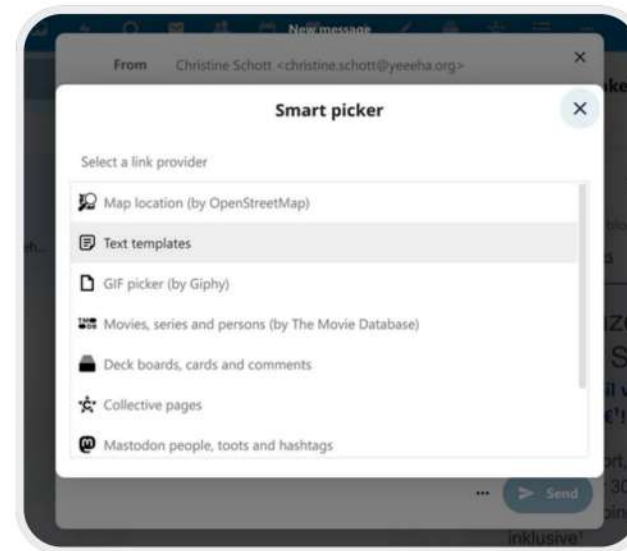 New message
From Christine Schott <christine.schott@yeeeha.org>
Smart picker
Select a link provider
Map location (by OpenStreetMap)
Text templates
GIF picker (by Giphy)
Movies, series and persons (by The Movie Database)
Deck boards, cards and comments
Collective pages
Mastodon people, toots and hashtags
Send
inklusive¹